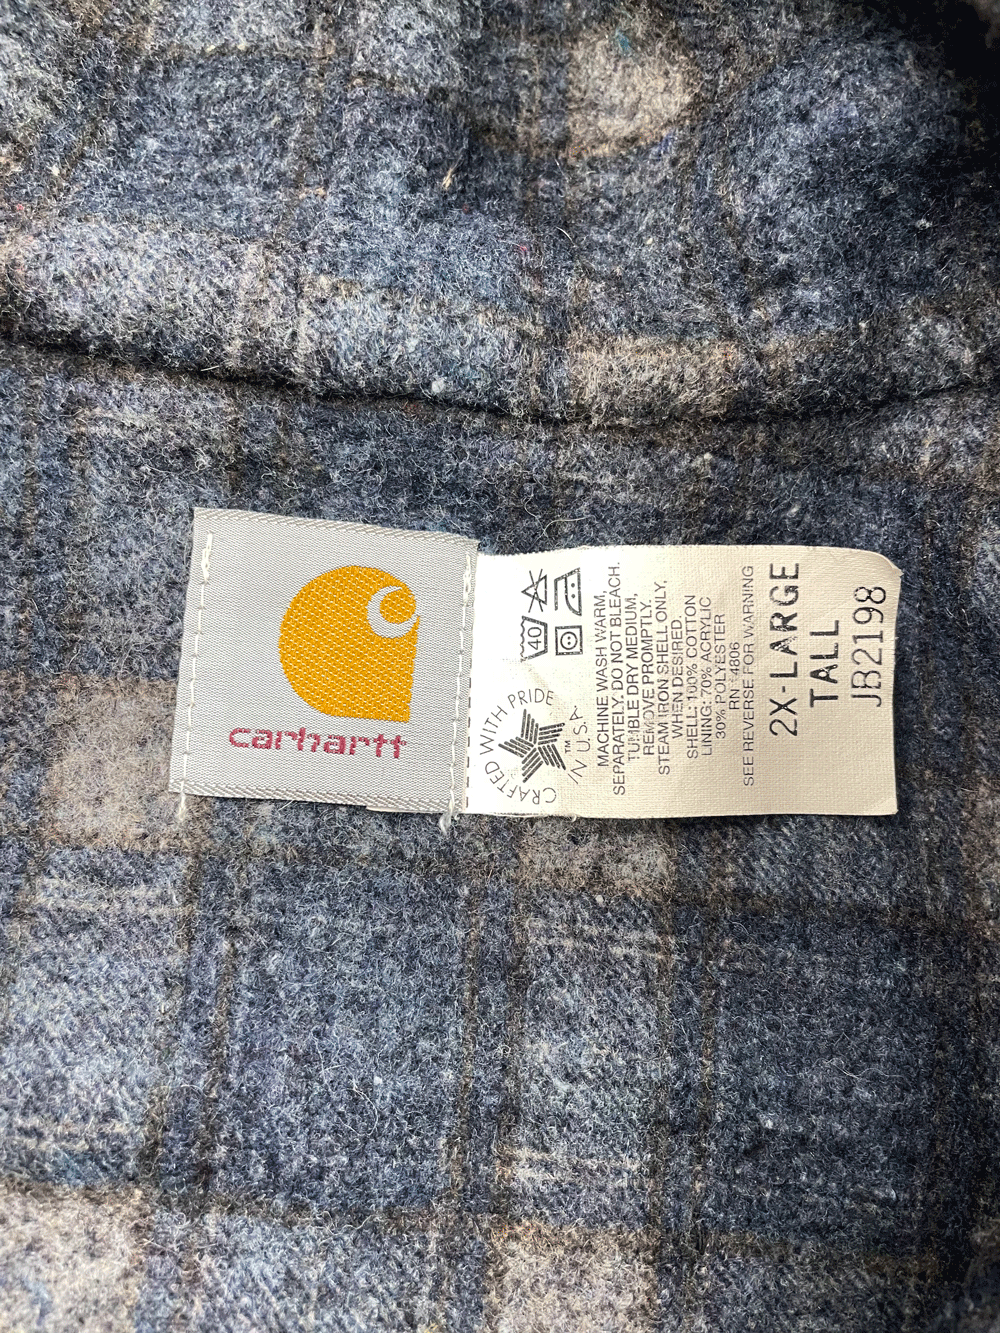 carhartt
CRAFTED WITH PRIDE
IN U.S.A.™
40
MACHINE WASH WARM,
SEPARATELY. DO NOT BLEACH.
TUMBLE DRY MEDIUM,
REMOVE PROMPTLY.
STEAM IRON SHELL ONLY,
WHEN DESIRED.
SHELL: 100% COTTON
LINING: 70% ACRYLIC
30% POLYESTER
RN 14806
SEE REVERSE FOR WARNING
2X-LARGE
TALL
JB2198